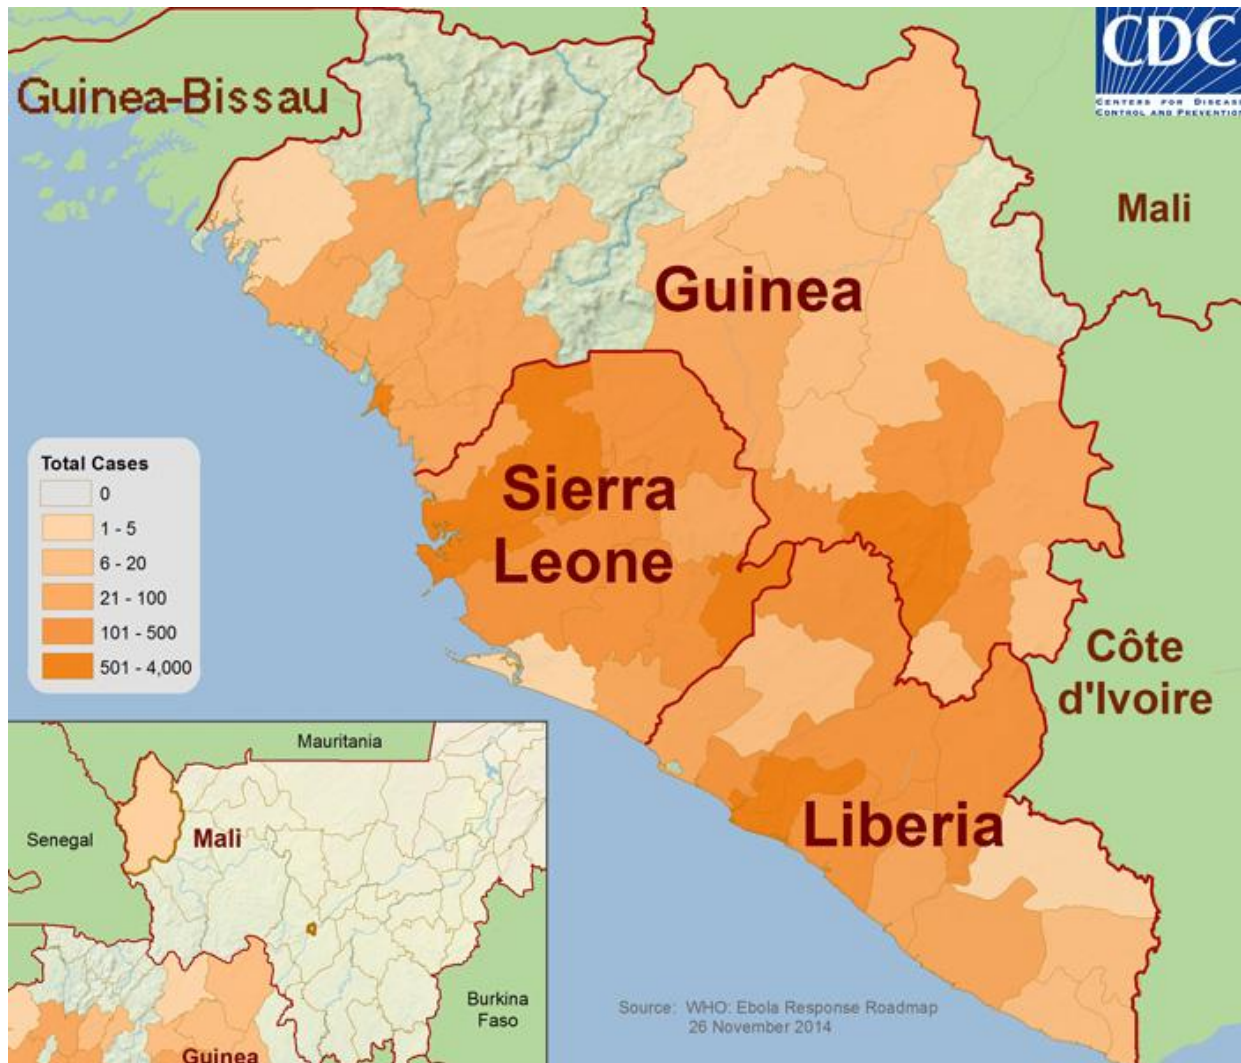 CDC
CENTERS FOR DISEASE
CONTROL AND PREVENTION
Guinea-Bissau
Mali
Guinea
Sierra
Leone
Côte
d'Ivoire
Liberia
Total Cases
0
1 - 5
6 - 20
21 - 100
101 - 500
501 - 4,000
Mauritania
Senegal
Mali
Burkina
Faso
Guinea
Source: WHO: Ebola Response Roadmap
26 November 2014